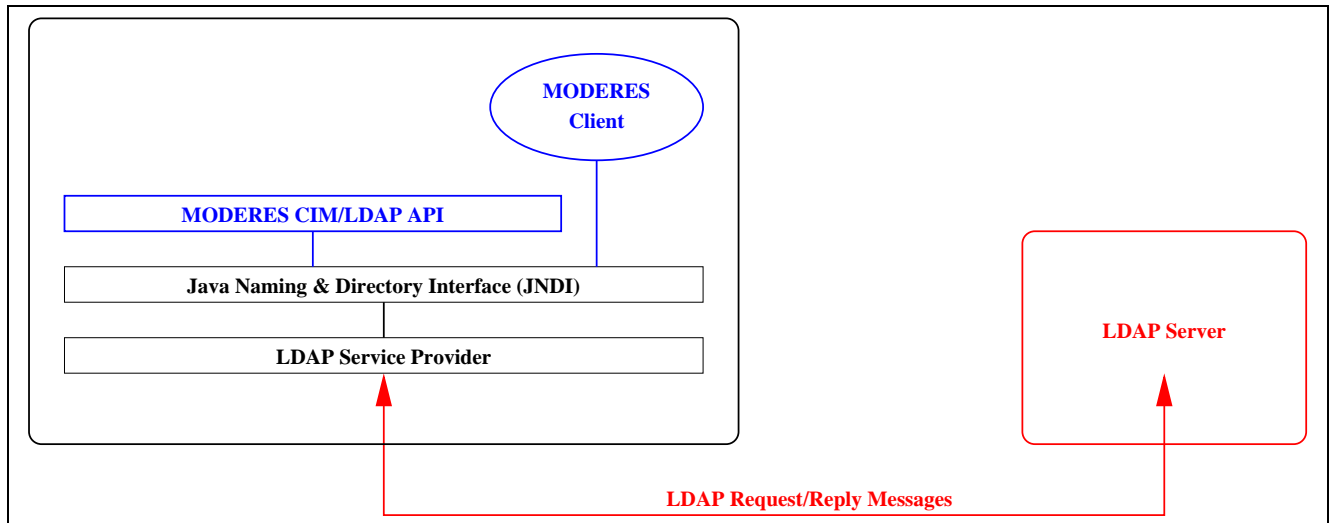 MODERES
Client
MODERES CIM/LDAP API
Java Naming & Directory Interface (JNDI)
LDAP Service Provider
LDAP Server
LDAP Request/Reply Messages